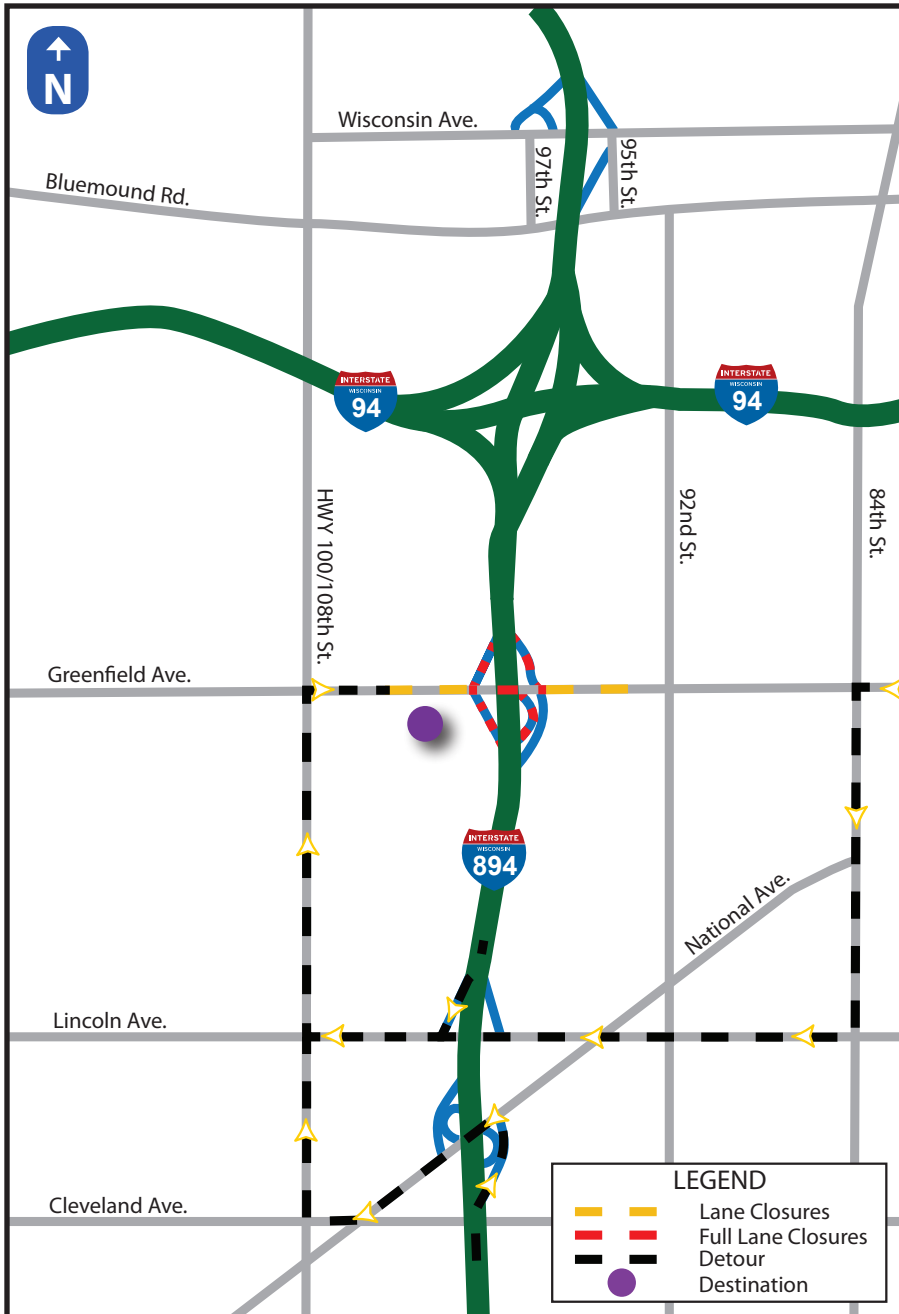 N
Wisconsin Ave.
97th St.
95th St.
Bluemound Rd.
INTERSTATE
WISCONSIN
94
INTERSTATE
WISCONSIN
94
HWY 100/108th St.
92nd St.
84th St.
Greenfield Ave.
INTERSTATE
WISCONSIN
894
National Ave.
Lincoln Ave.
Cleveland Ave.
LEGEND
Lane Closures
Full Lane Closures
Detour
Destination